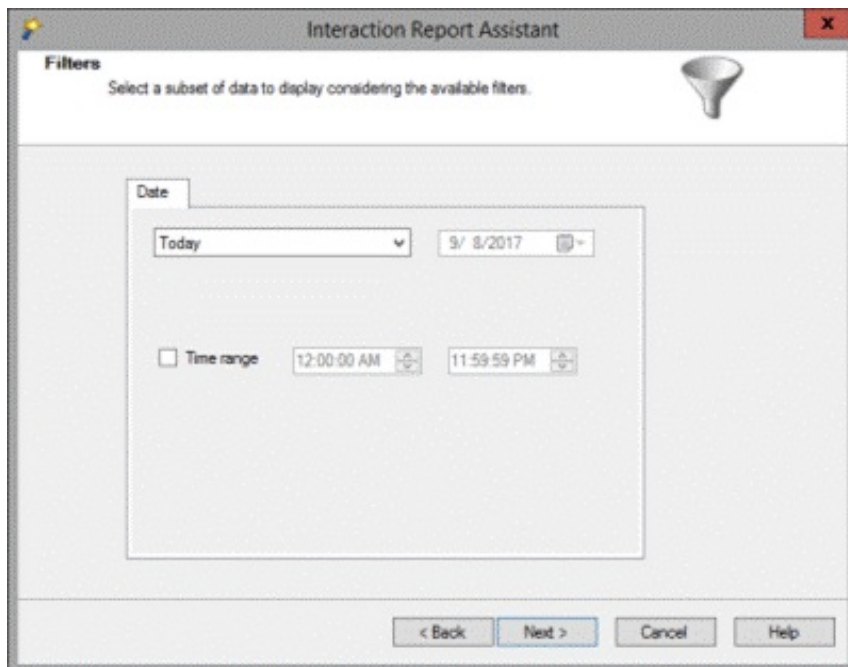 Interaction Report Assistant
x
Filters
Select a subset of data to display considering the available filters.
Date
Today 9/ 8/2017
Time range 12:00:00 AM 11:59:59 PM
< Back Next > Cancel Help